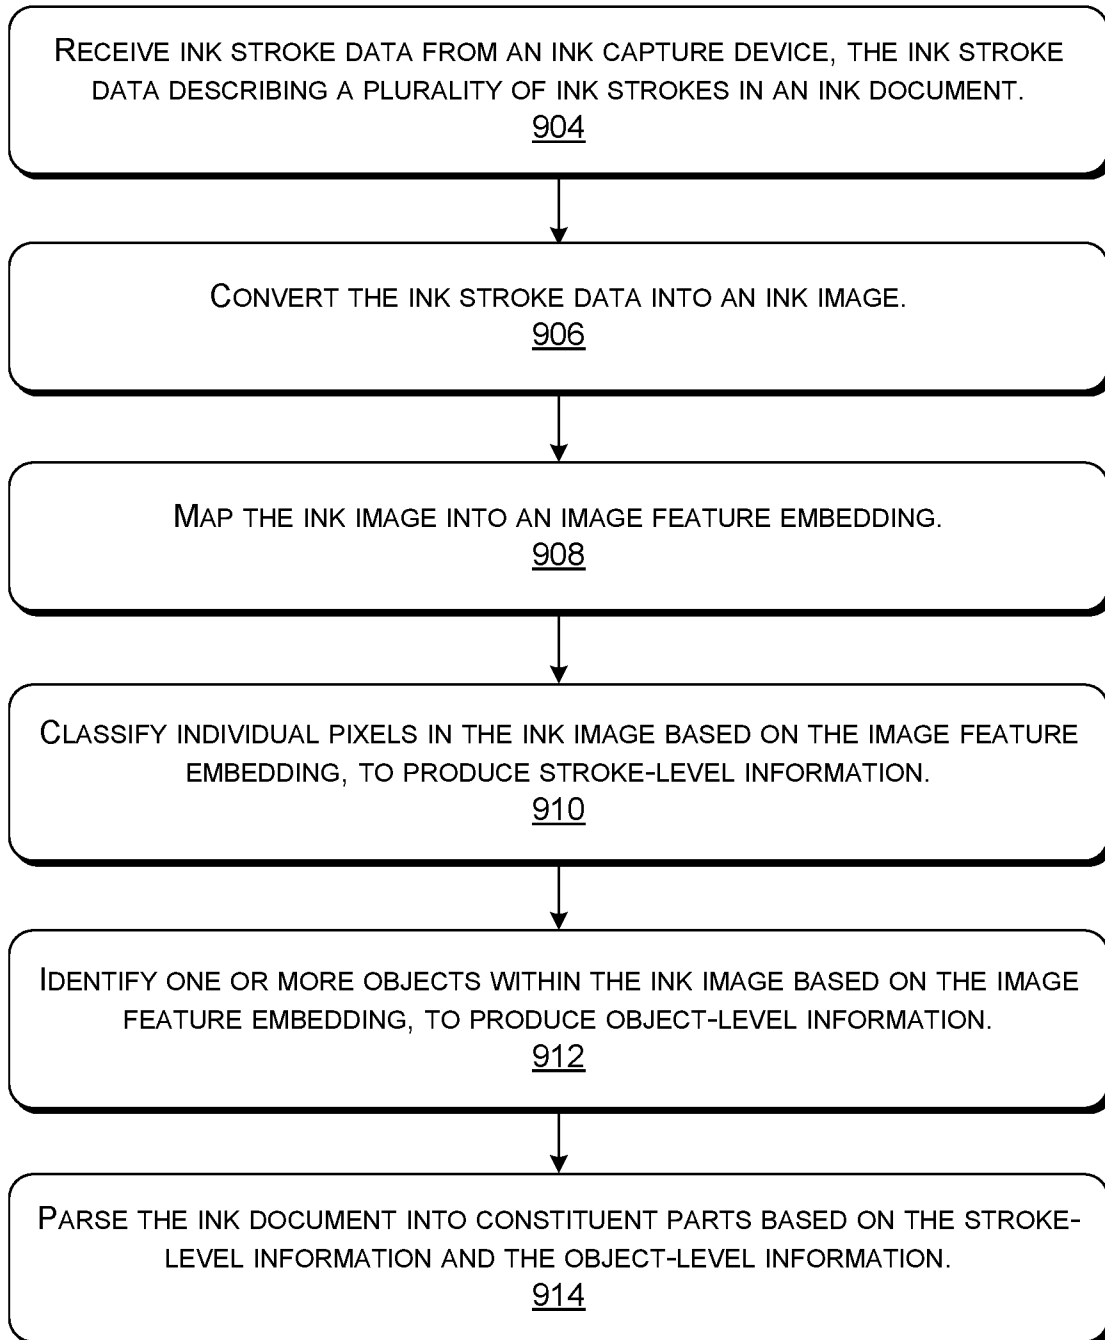 RECEIVE INK STROKE DATA FROM AN INK CAPTURE DEVICE, THE INK STROKE
DATA DESCRIBING A PLURALITY OF INK STROKES IN AN INK DOCUMENT.
904
CONVERT THE INK STROKE DATA INTO AN INK IMAGE.
906
MAP THE INK IMAGE INTO AN IMAGE FEATURE EMBEDDING.
908
CLASSIFY INDIVIDUAL PIXELS IN THE INK IMAGE BASED ON THE IMAGE FEATURE
EMBEDDING, TO PRODUCE STROKE-LEVEL INFORMATION.
910
IDENTIFY ONE OR MORE OBJECTS WITHIN THE INK IMAGE BASED ON THE IMAGE
FEATURE EMBEDDING, TO PRODUCE OBJECT-LEVEL INFORMATION.
912
PARSE THE INK DOCUMENT INTO CONSTITUENT PARTS BASED ON THE STROKE-
LEVEL INFORMATION AND THE OBJECT-LEVEL INFORMATION.
914